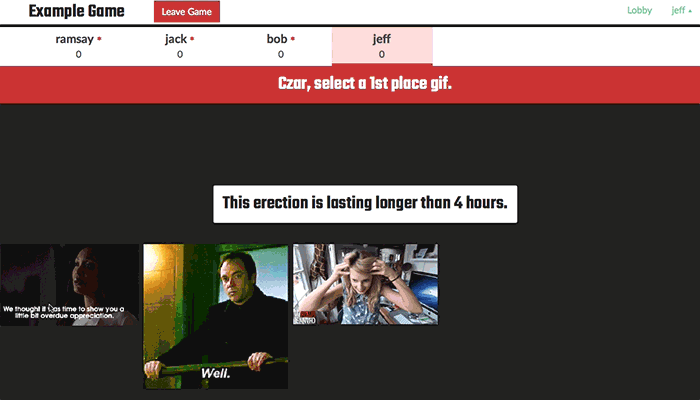 Example Game
Leave Game
Lobby
jeff
ramsay *
jack *
bob *
jeff
0
0
0
0
Czar, select a 1st place gif.
This erection is lasting longer than 4 hours.
We thought it was time to show you a
little bit overdue appreciation.
Well.